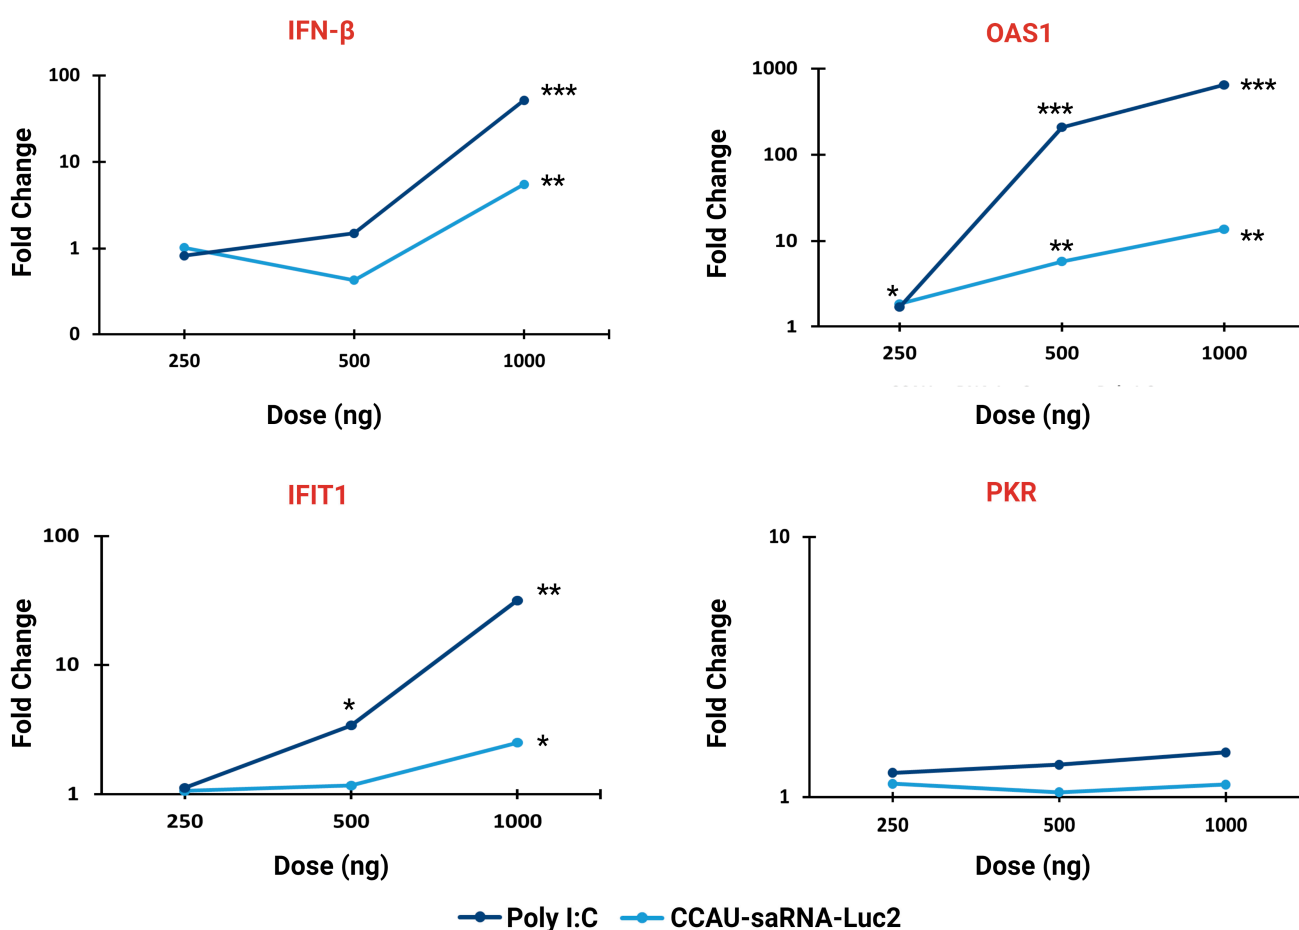 IFN-β
Fold Change
100
10
1
0
***
**
250 500 1000
Dose (ng)
OAS1
Fold Change
1000
100
10
1
***
***
**
**
*
250 500 1000
Dose (ng)
IFIT1
Fold Change
100
10
1
**
*
*
250 500 1000
Dose (ng)
PKR
Fold Change
10
1
250 500 1000
Dose (ng)
Poly I:C CCAU-saRNA-Luc2